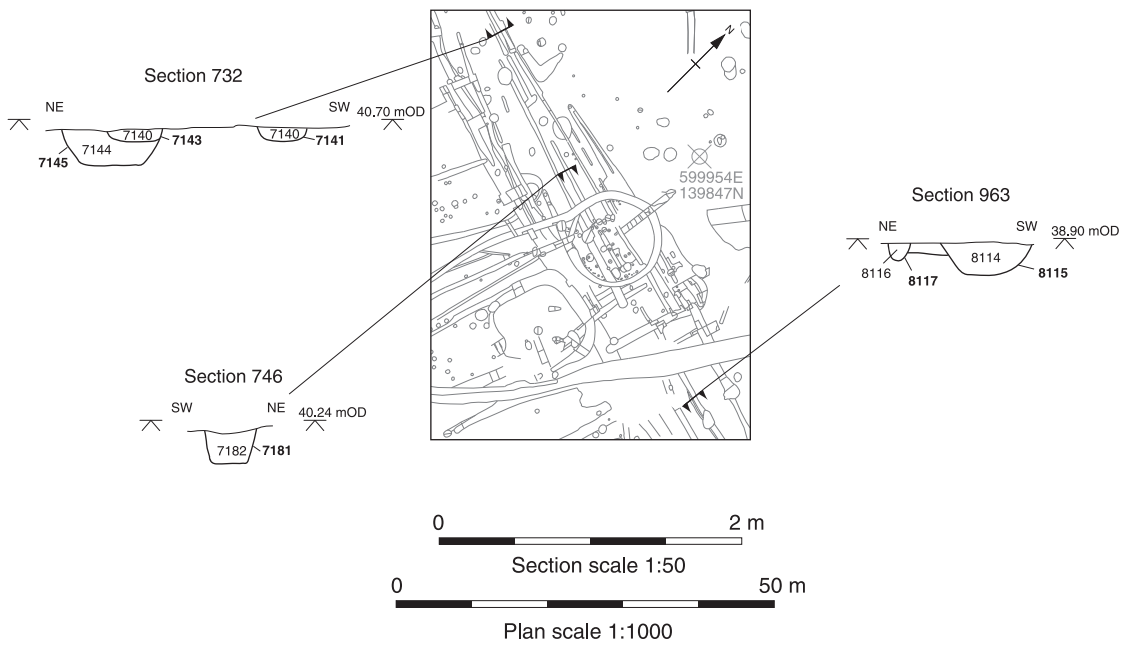 Section 732
NE
SW
40.70 mOD
7140
7143
7140
7141
7144
7145
N
599954E
139847N
Section 963
NE
SW
38.90 mOD
8114
8116
8117
8115
Section 746
SW
NE
40.24 mOD
7182
7181
0
2 m
Section scale 1:50
0
50 m
Plan scale 1:1000